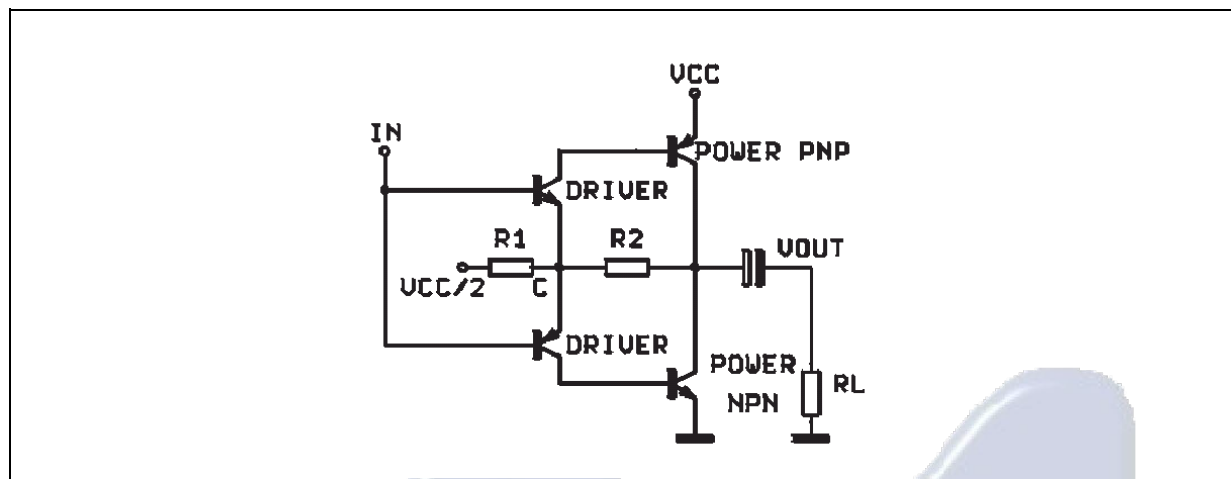 VCC
IN
POWER PNP
DRIVER
R1
R2
VOUT
VCC/2
C
DRIVER
POWER
NPN
RL